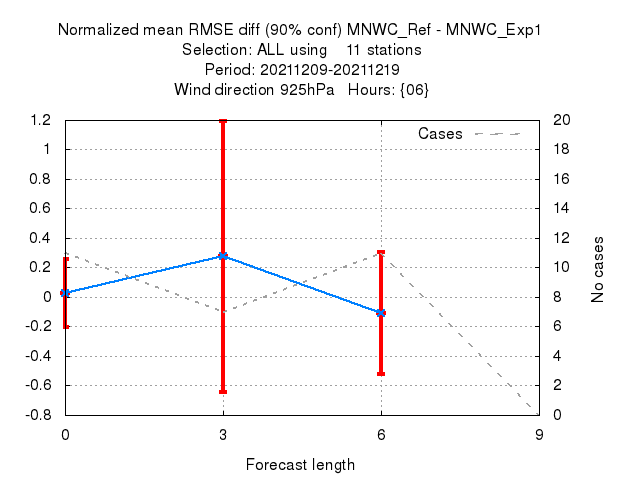 Normalized mean RMSE diff (90% conf) MNWC_Ref - MNWC_Exp1
Selection: ALL using    11 stations
Period: 20211209-20211219
Wind direction 925hPa   Hours: {06}
1.2
1
0.8
0.6
0.4
0.2
0
-0.2
-0.4
-0.6
-0.8
Cases
20
18
16
14
12
10
8
6
4
2
0
No cases
0 3 6 9
Forecast length